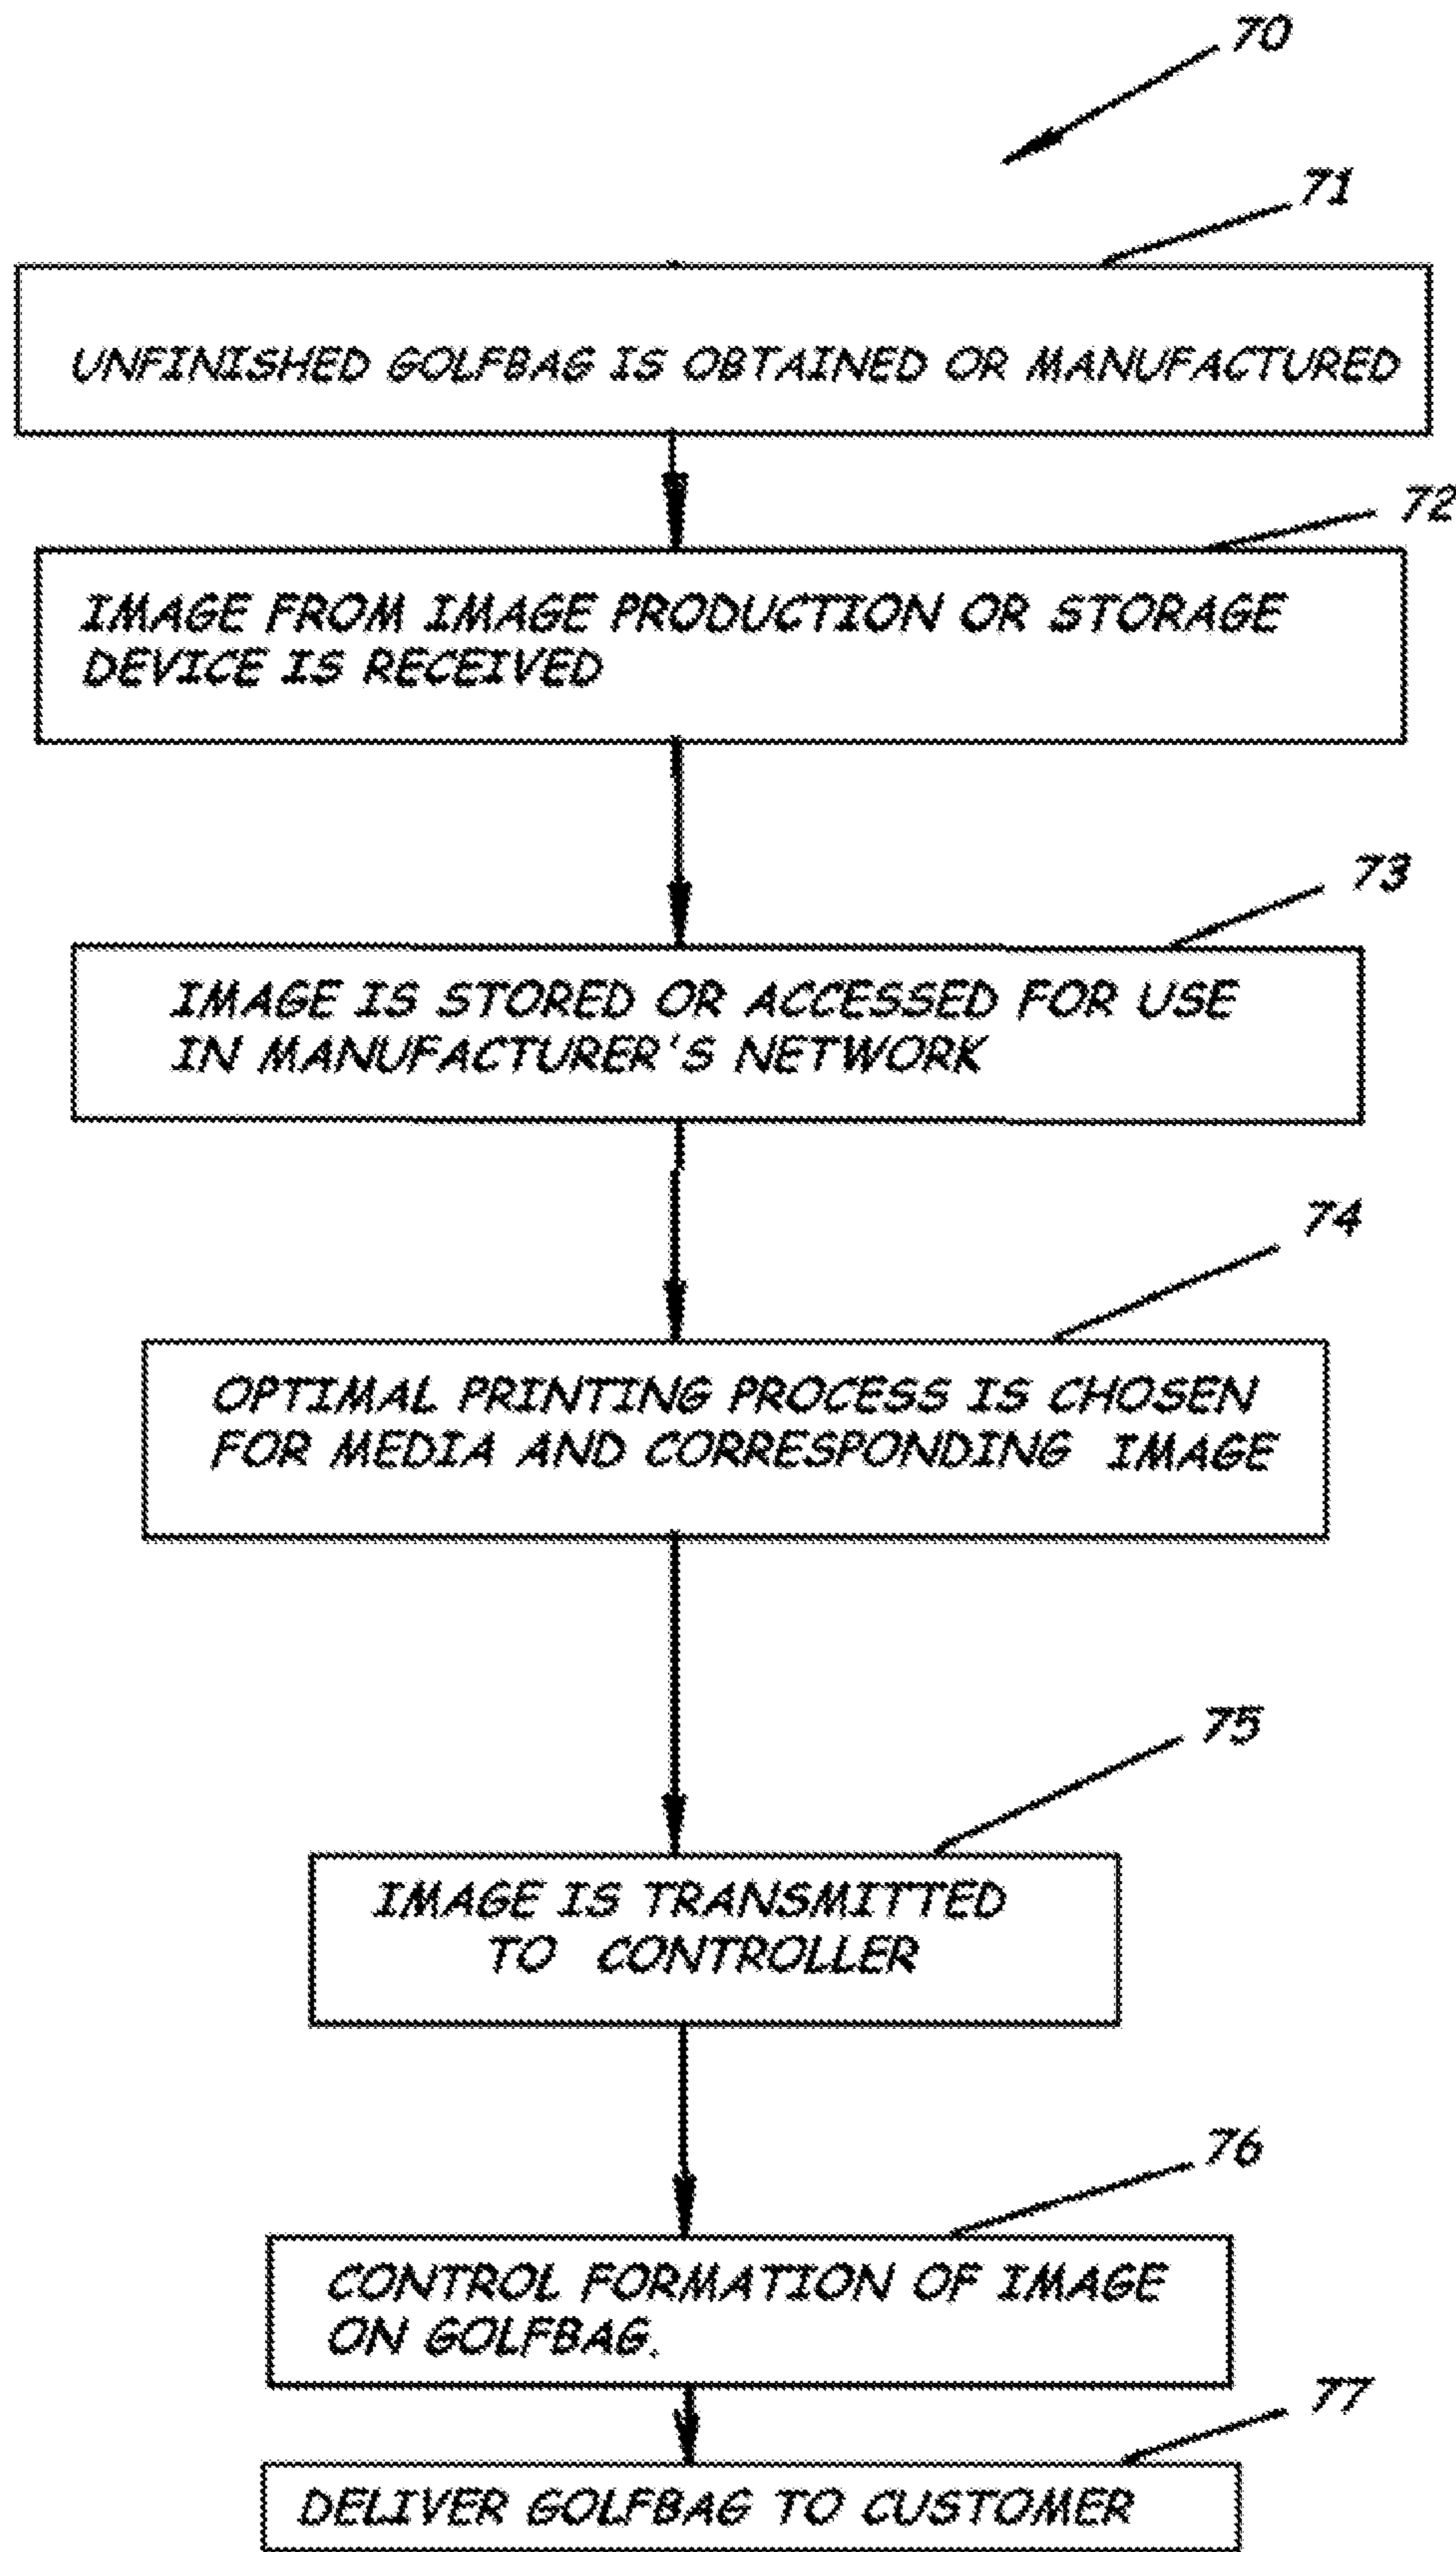 70
71
UNFINISHED GOLFBAG IS OBTAINED OR MANUFACTURED
72
IMAGE FROM IMAGE PRODUCTION OR STORAGE
DEVICE IS RECEIVED
73
IMAGE IS STORED OR ACCESSED FOR USE
IN MANUFACTURER'S NETWORK
74
OPTIMAL PRINTING PROCESS IS CHOSEN
FOR MEDIA AND CORRESPONDING IMAGE
75
IMAGE IS TRANSMITTED
TO CONTROLLER
76
CONTROL FORMATION OF IMAGE
ON GOLFBAG.
77
DELIVER GOLFBAG TO CUSTOMER